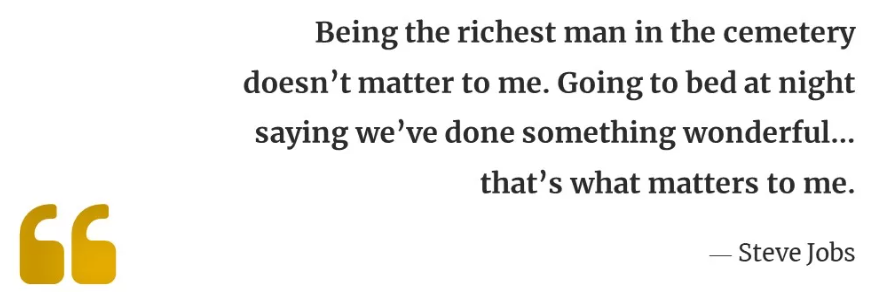 Being the richest man in the cemetery
doesn’t matter to me. Going to bed at night
saying we’ve done something wonderful...
that’s what matters to me.
— Steve Jobs